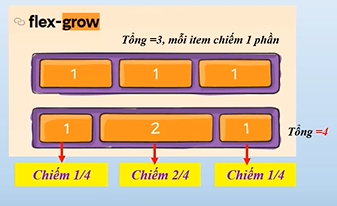 flex-grow
Tổng =3, mỗi item chiếm 1 phần
1 1 1
1 2 1 Tổng =4
Chiếm 1/4 Chiếm 2/4 Chiếm 1/4